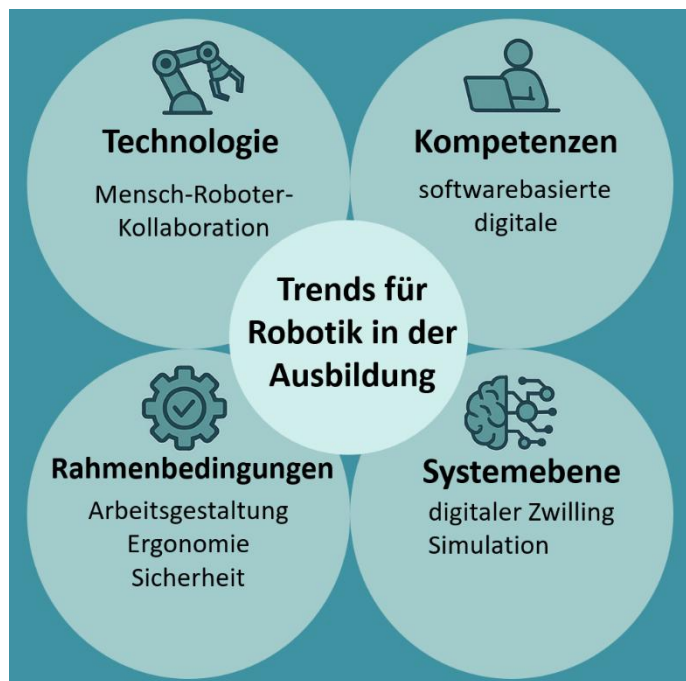 Technologie
Mensch-Roboter-
Kollaboration
Kompetenzen
softwarebasierte
digitale
Trends für
Robotik in der
Ausbildung
Rahmenbedingungen
Arbeitsgestaltung
Ergonomie
Sicherheit
Systemebene
digitaler Zwilling
Simulation